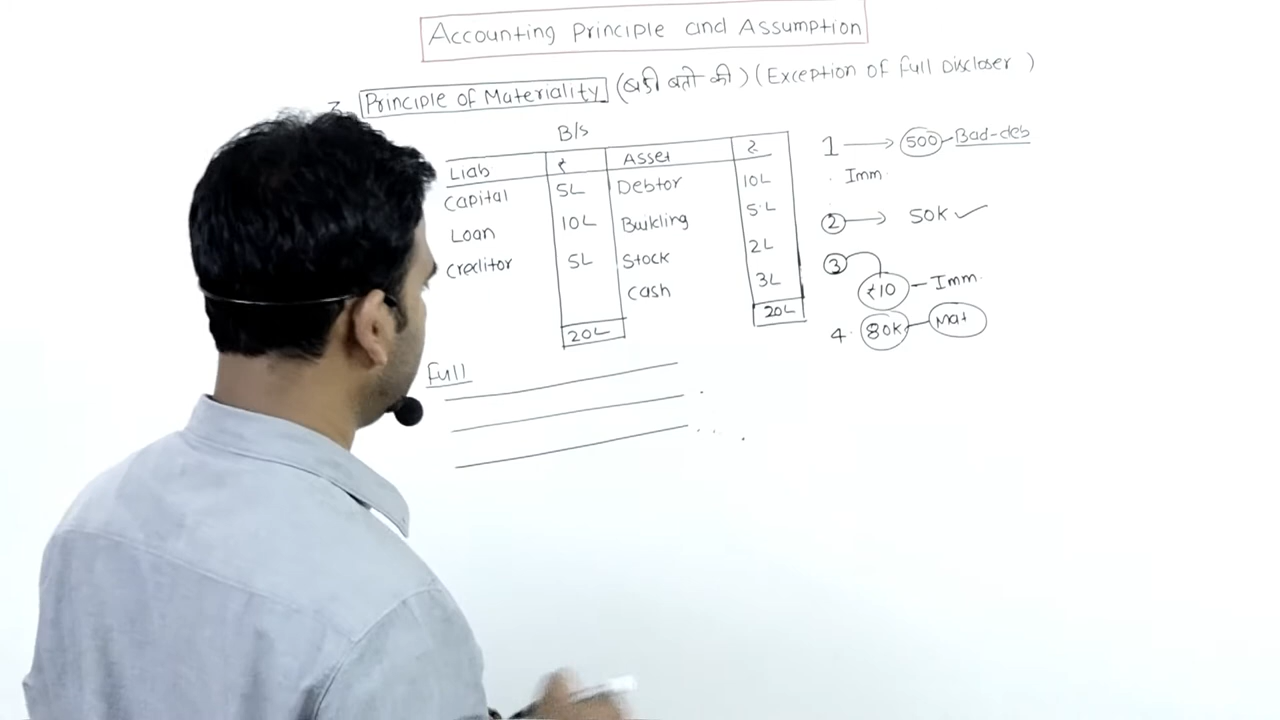 Accounting Principle and Assumption
7. Principle of Materiality (बडी बतो की) (Exception of Full Discloser)
B/s
Liab ₹ Asset ₹
Capital 5L Debtor 10L
Loan 10L Building 5L
creditor 5L Stock 2L
Cash 3L
20L 20L
Full
1 → 500 - Bad-deb
Imm.
2 → 50K ✓
3 ₹10 - Imm.
4. 80K - Mat